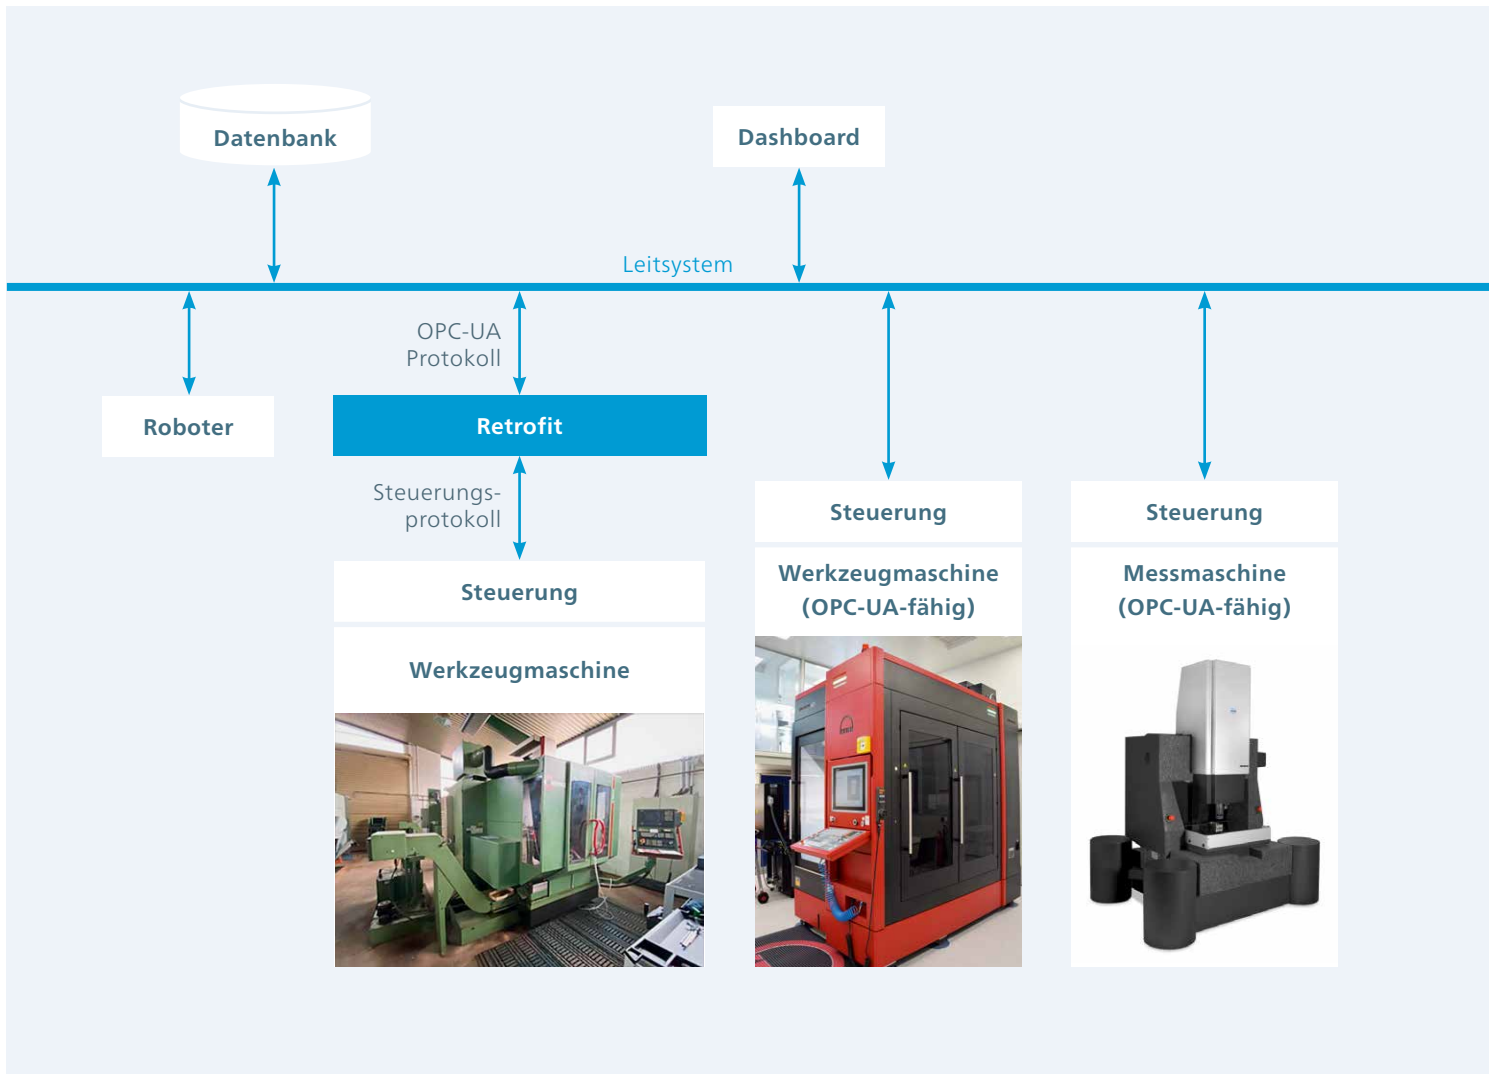 Datenbank
Dashboard
Leitsystem
OPC-UA
Protokoll
Roboter
Retrofit
Steuerungs-
protokoll
Steuerung
Werkzeugmaschine
Steuerung
Werkzeugmaschine
(OPC-UA-fähig)
Steuerung
Messmaschine
(OPC-UA-fähig)